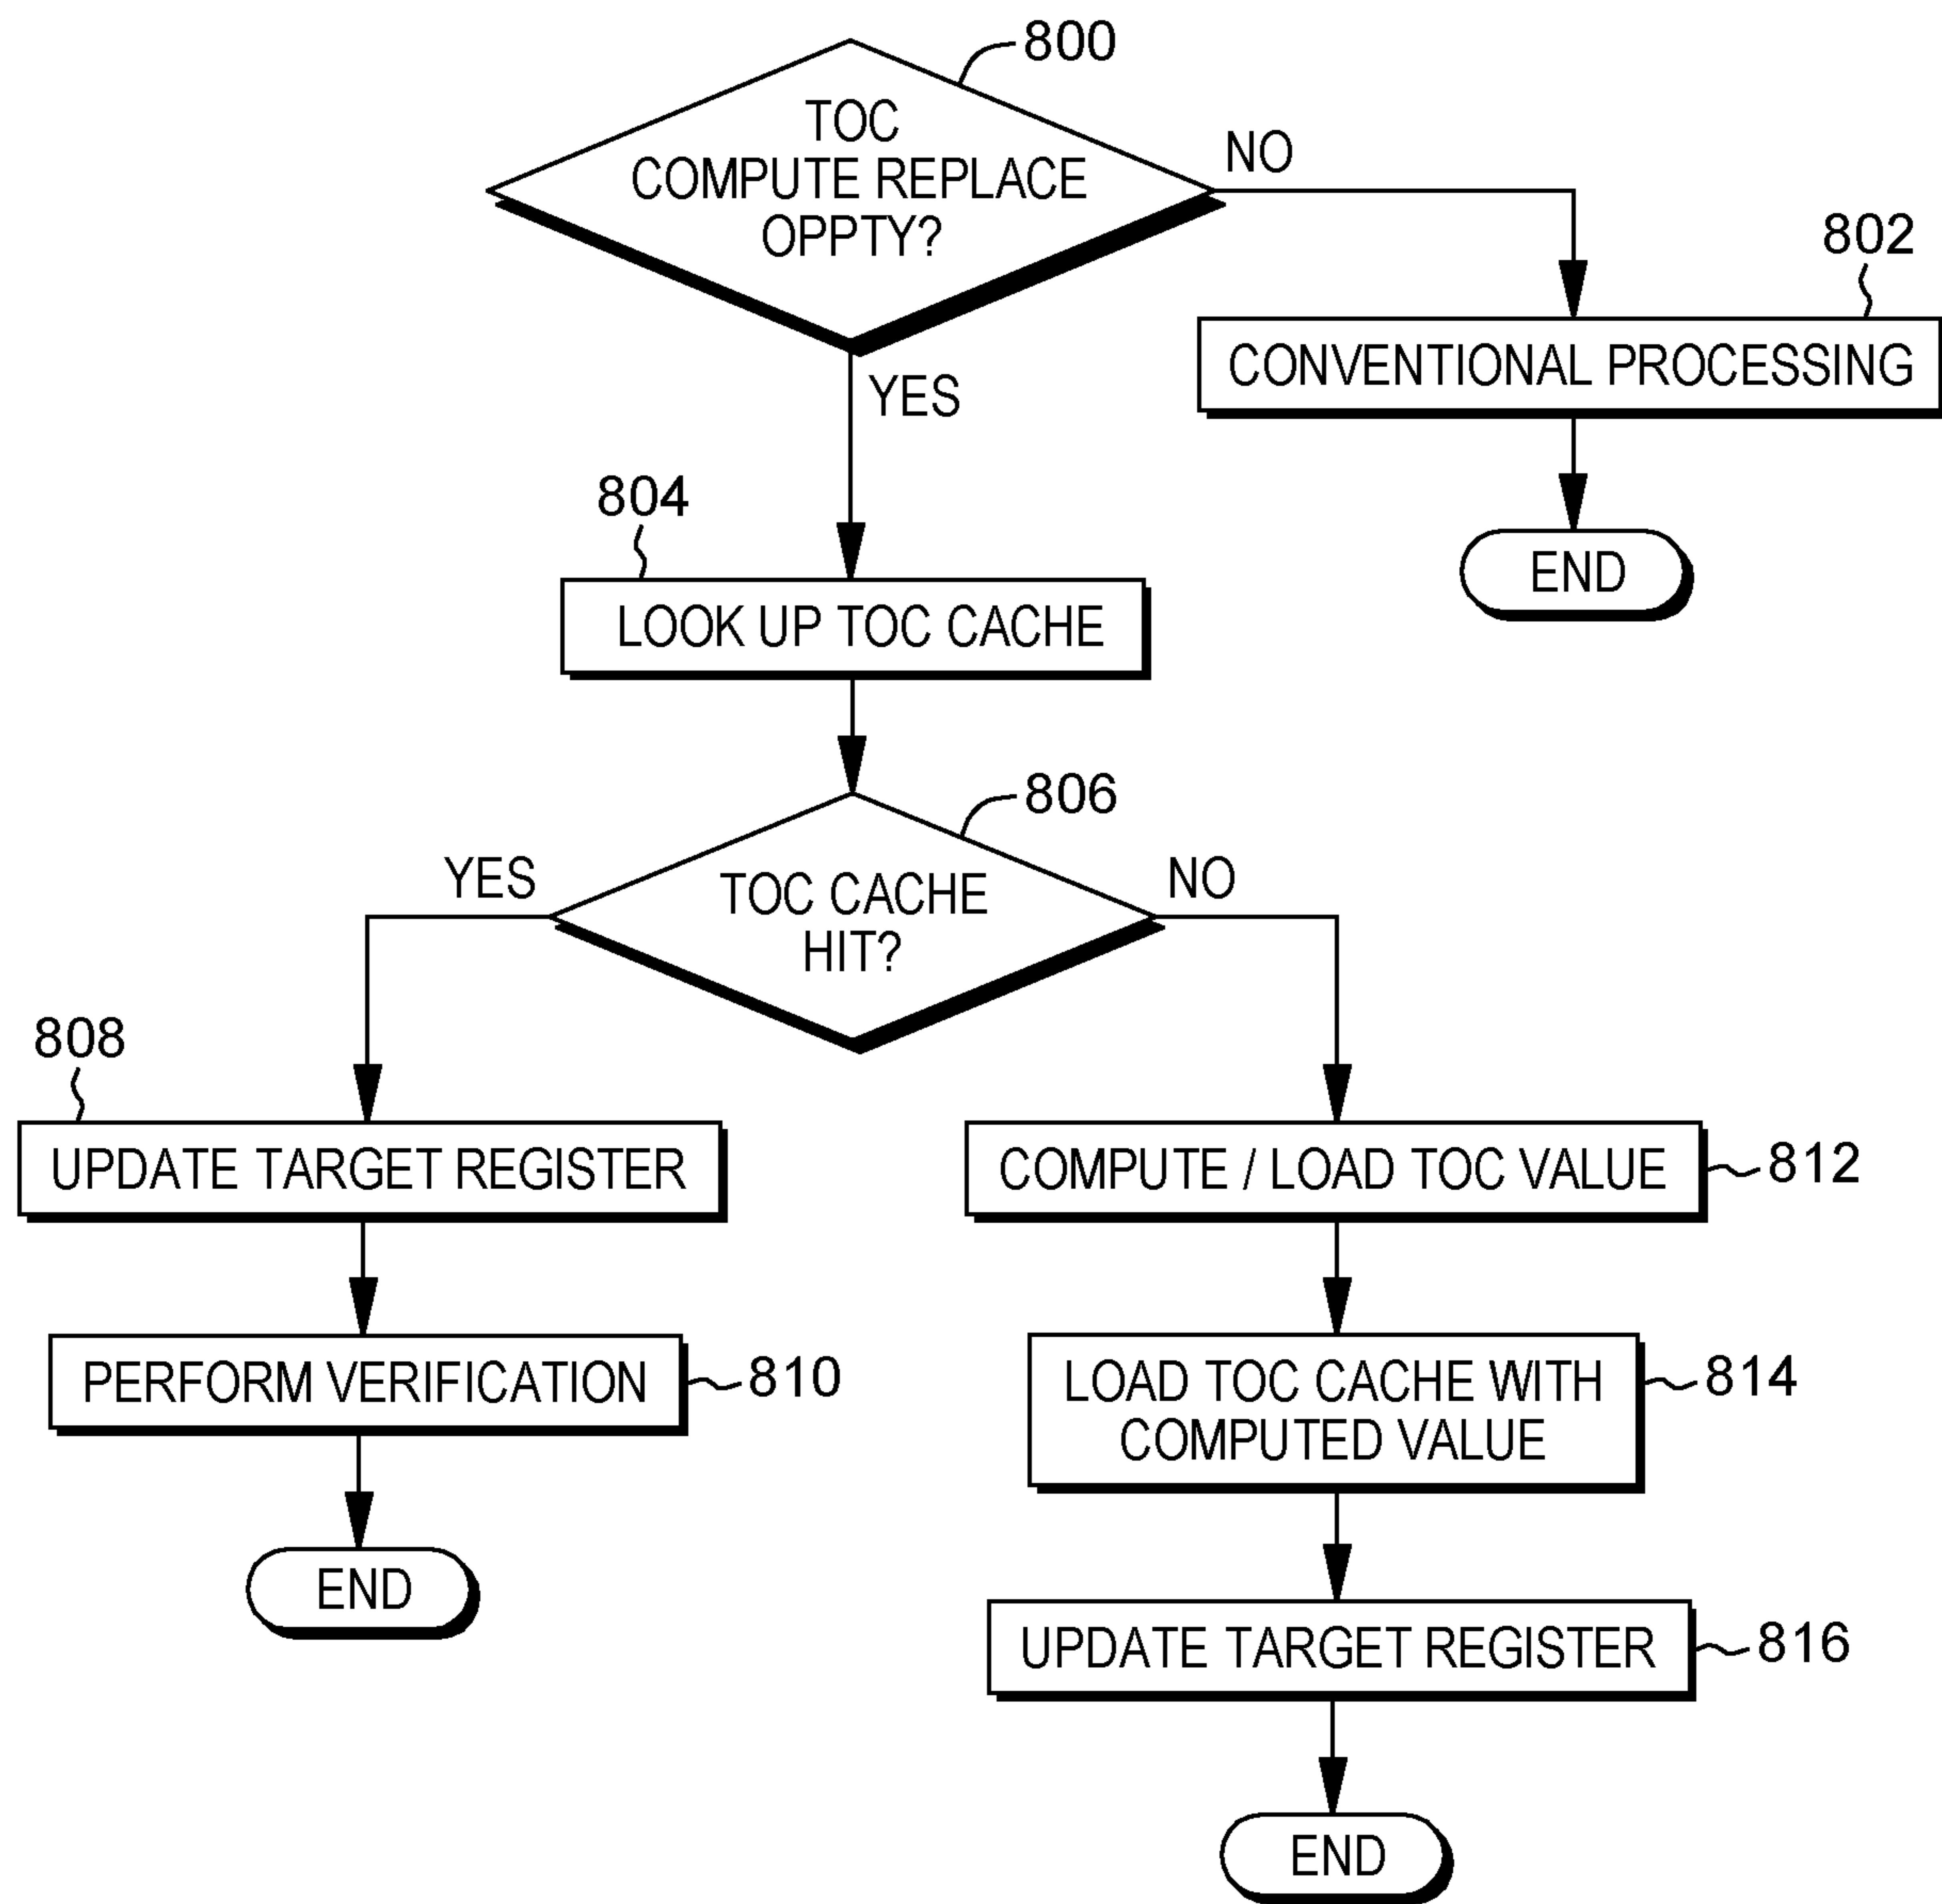 800
TOC
COMPUTE REPLACE
OPPTY?
NO
802
CONVENTIONAL PROCESSING
END
YES
804
LOOK UP TOC CACHE
806
TOC CACHE
HIT?
YES
NO
808
UPDATE TARGET REGISTER
PERFORM VERIFICATION
810
END
COMPUTE / LOAD TOC VALUE
812
LOAD TOC CACHE WITH
COMPUTED VALUE
814
UPDATE TARGET REGISTER
816
END